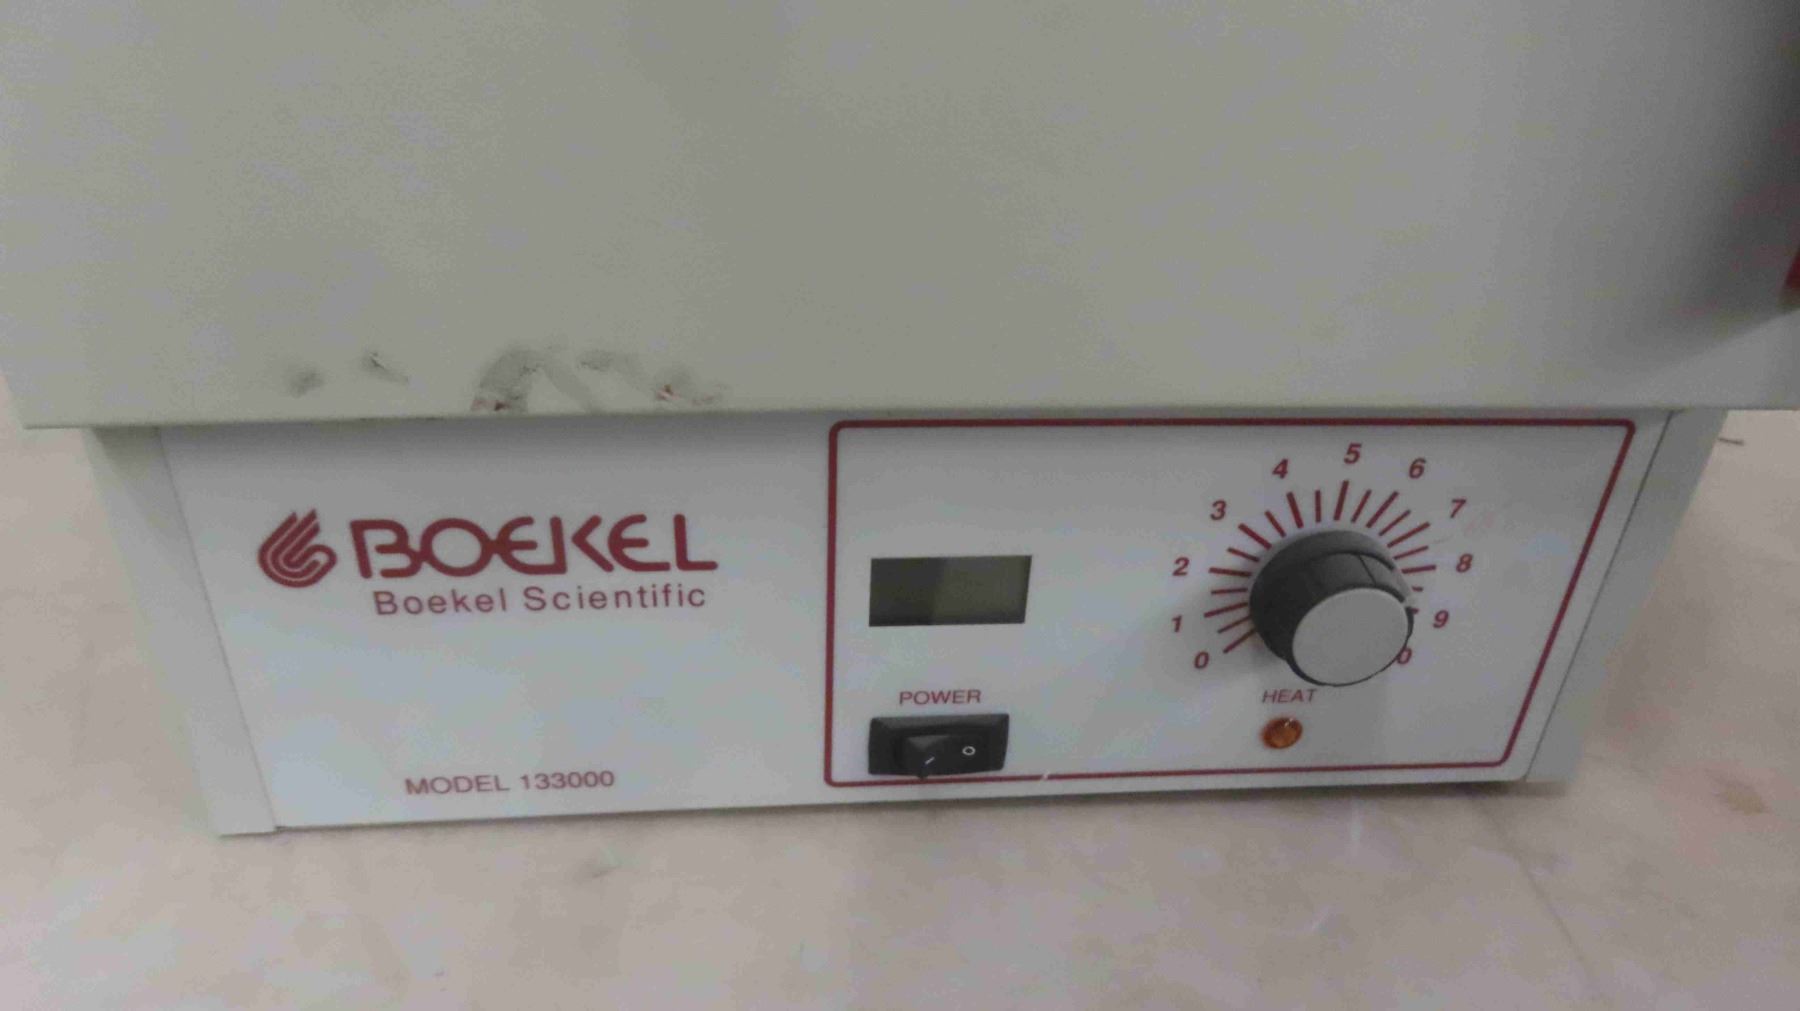 BOEKEL
Boekel Scientific
MODEL 133000
POWER
O
0
1
2
3
4
5
6
7
8
9
0
HEAT